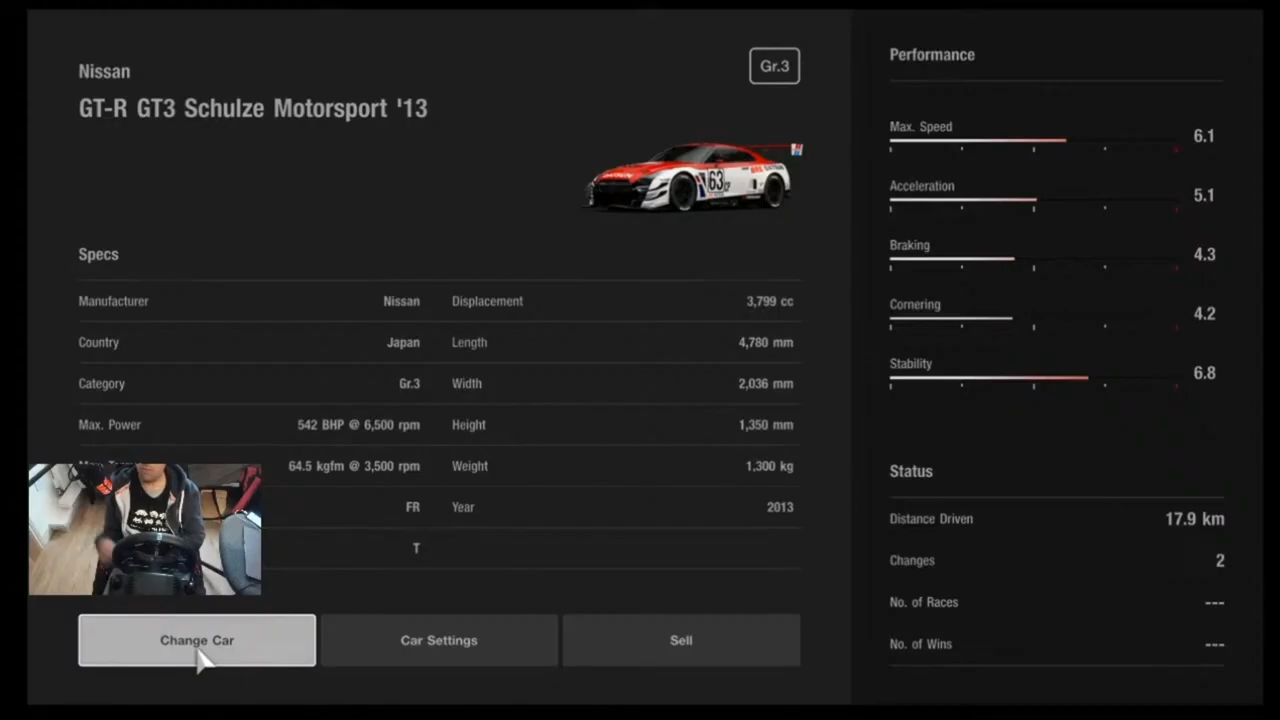 Nissan
Gr.3
GT-R GT3 Schulze Motorsport '13
63
Specs
Manufacturer Nissan Displacement 3,799 cc
Country Japan Length 4,780 mm
Category Gr.3 Width 2,036 mm
Max. Power 542 BHP @ 6,500 rpm Height 1,350 mm
64.5 kgfm @ 3,500 rpm Weight 1,300 kg
FR Year 2013
T
Change Car Car Settings Sell
Performance
Max. Speed 6.1
Acceleration 5.1
Braking 4.3
Cornering 4.2
Stability 6.8
Status
Distance Driven 17.9 km
Changes 2
No. of Races ---
No. of Wins ---